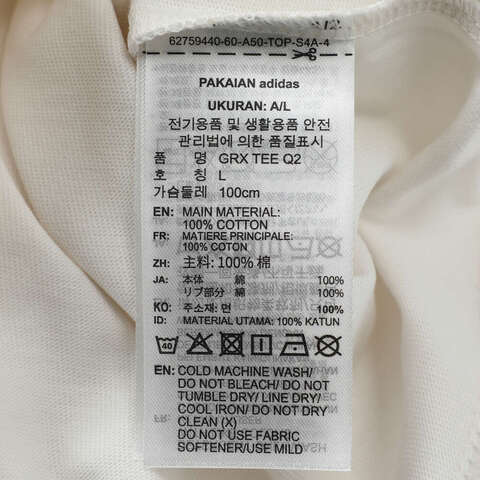 62759440-60-A50-TOP-S4A-4
PAKAIAN adidas
UKURAN: A/L
전기용품 및 생활용품 안전
관리법에 의한 품질표시
품 명 GRX TEE Q2
호 칭 L
가슴둘레 100cm
EN: MAIN MATERIAL:
100% COTTON
FR: MATIERE PRINCIPALE:
100% COTON
ZH: 主料: 100% 棉
JA: 本体 綿 100%
リブ部分 綿 100%
KO: 주소재: 면 100%
ID: MATERIAL UTAMA: 100% KATUN
40
EN: COLD MACHINE WASH/
DO NOT BLEACH/ DO NOT
TUMBLE DRY/ LINE DRY/
COOL IRON/ DO NOT DRY
CLEAN (X)
DO NOT USE FABRIC
SOFTENER/USE MILD